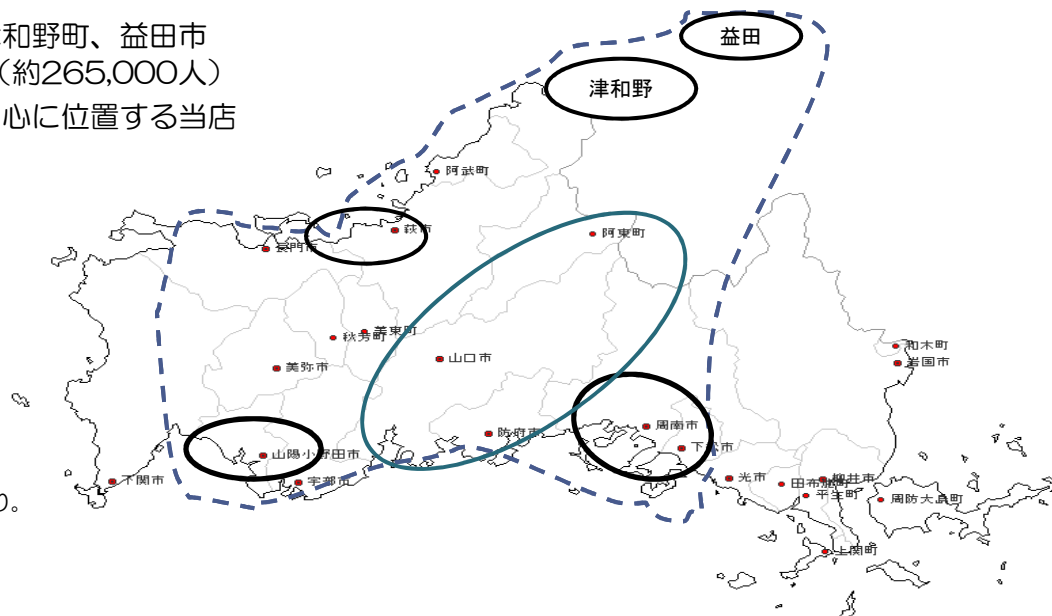 和野町、益田市
（約265,000人）
心に位置する当店
益田
津和野
阿武町
萩市
阿東町
長門市
美東町
秋芳町
山口市
和木町
岩国市
美弥市
周南市
防府市
下松市
山陽小野田市
下関市
宇部市
光市
田布施町
柳井市
平生町
周防大島町
り。
上関町